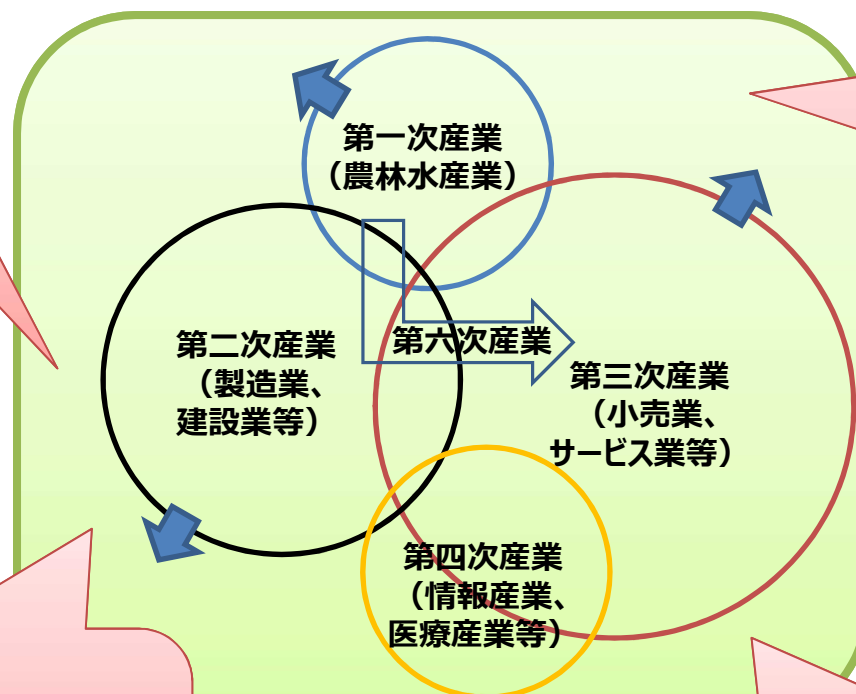 第一次産業
（農林水産業）
第二次産業
（製造業、
建設業等）
第六次産業
第三次産業
（小売業、
サービス業等）
第四次産業
（情報産業、
医療産業等）